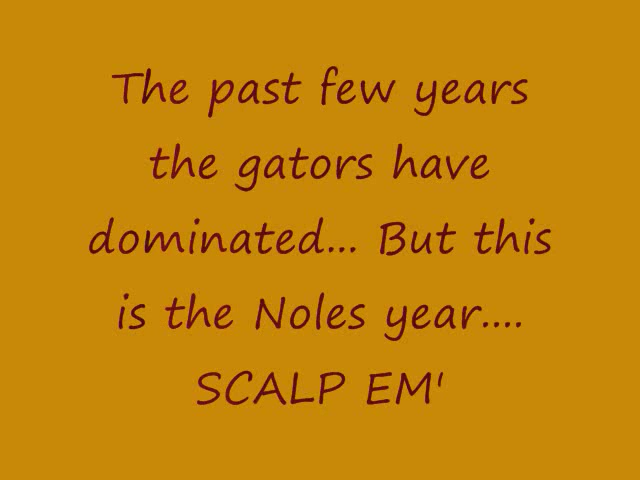 The past few years
the gators have
dominated... But this
is the Noles year....
SCALP EM'